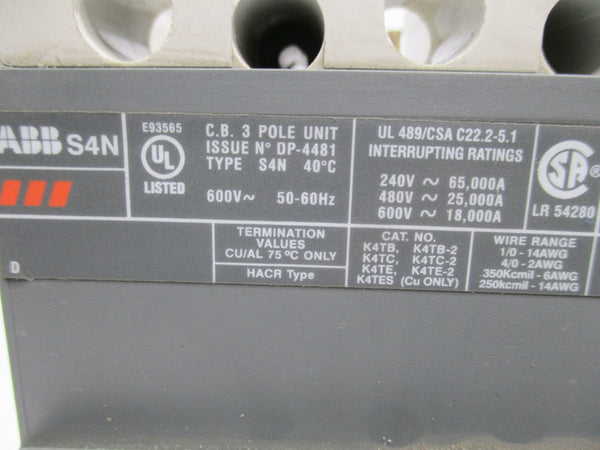 ABB S4N
E93565
UL
LISTED
C.B. 3 POLE UNIT
ISSUE N° DP-4481
TYPE S4N 40°C
600V~ 50-60Hz
UL 489/CSA C22.2-5.1
INTERRUPTING RATINGS
240V ~ 65,000A
480V ~ 25,000A
600V ~ 18,000A
CSA
LR 54280
D
TERMINATION
VALUES
CU/AL 75 °C ONLY
HACR Type
CAT. NO.
K4TB, K4TB-2
K4TC, K4TC-2
K4TE, K4TE-2
K4TES (Cu ONLY)
WIRE RANGE
1/0 - 14AWG
4/0 - 2AWG
350Kcmil - 6AWG
250kcmil - 14AWG